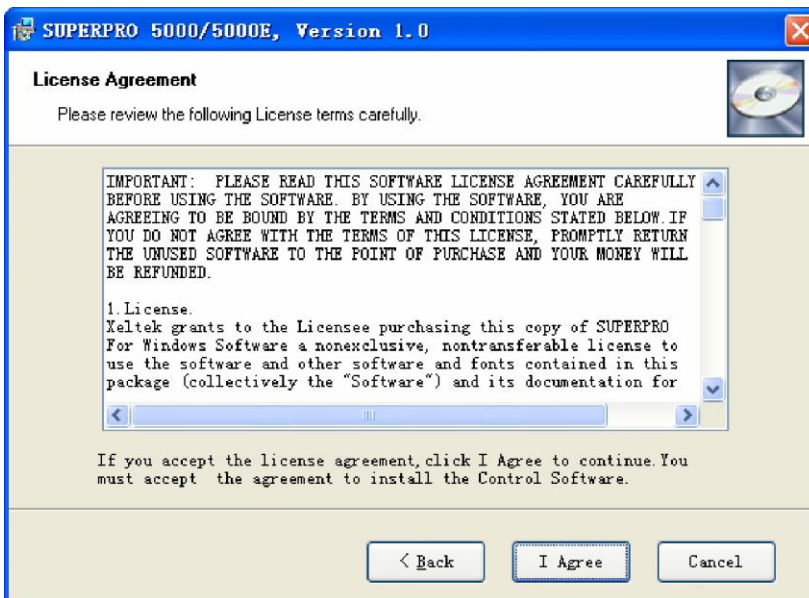 SUPERPRO 5000/5000E, Version 1.0
License Agreement
Please review the following License terms carefully.
IMPORTANT:  PLEASE READ THIS SOFTWARE LICENSE AGREEMENT CAREFULLY
BEFORE USING THE SOFTWARE. BY USING THE SOFTWARE, YOU ARE
AGREEING TO BE BOUND BY THE TERMS AND CONDITIONS STATED BELOW.IF
YOU DO NOT AGREE WITH THE TERMS OF THIS LICENSE, PROMPTLY RETURN
THE UNUSED SOFTWARE TO THE POINT OF PURCHASE AND YOUR MONEY WILL
BE REFUNDED.
1.License.
Xeltek grants to the Licensee purchasing this copy of SUPERPRO
For Windows Software a nonexclusive, nontransferable license to
use the software and other software and fonts contained in this
package (collectively the "Software") and its documentation for
If you accept the license agreement,click I Agree to continue.You
must accept  the agreement to install the Control Software.
< Back
I Agree
Cancel